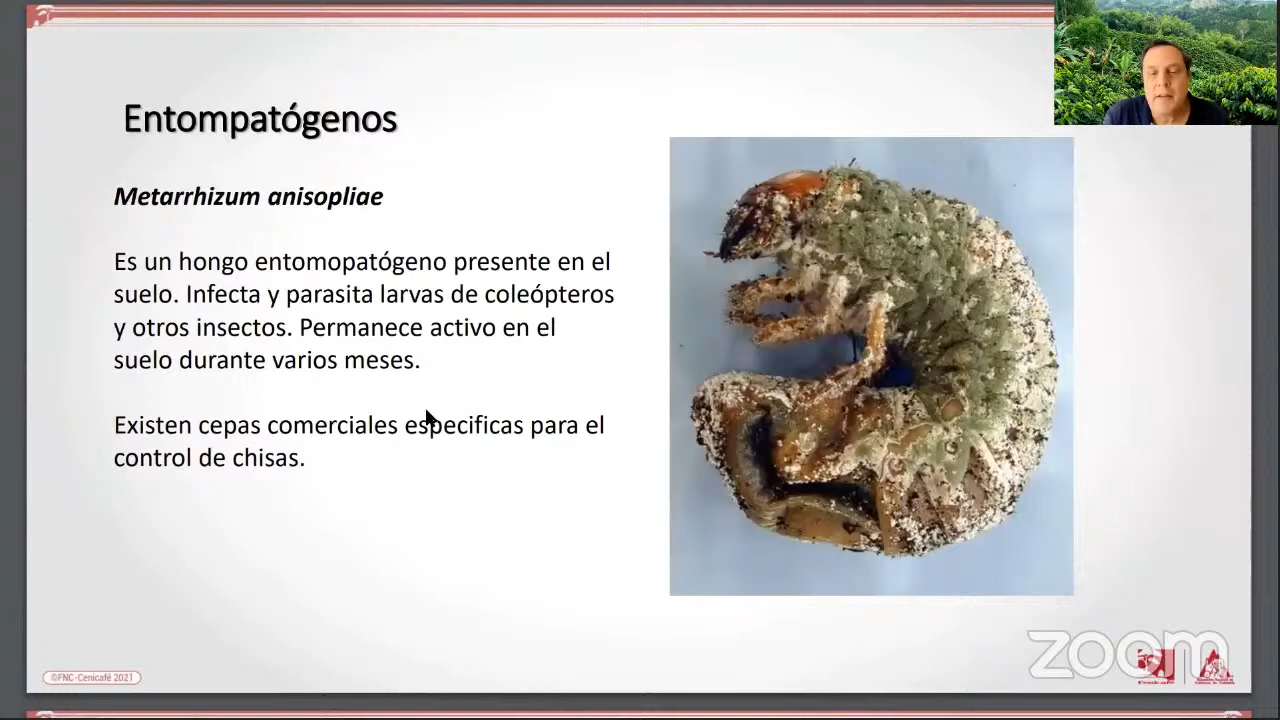 Entompatógenos
Metarrhizum anisopliae
Es un hongo entomopatógeno presente en el
suelo. Infecta y parasita larvas de coleópteros
y otros insectos. Permanece activo en el
suelo durante varios meses.
Existen cepas comerciales especificas para el
control de chisas.
©FNC-Cenicafé 2021
zoom
Cenicafé